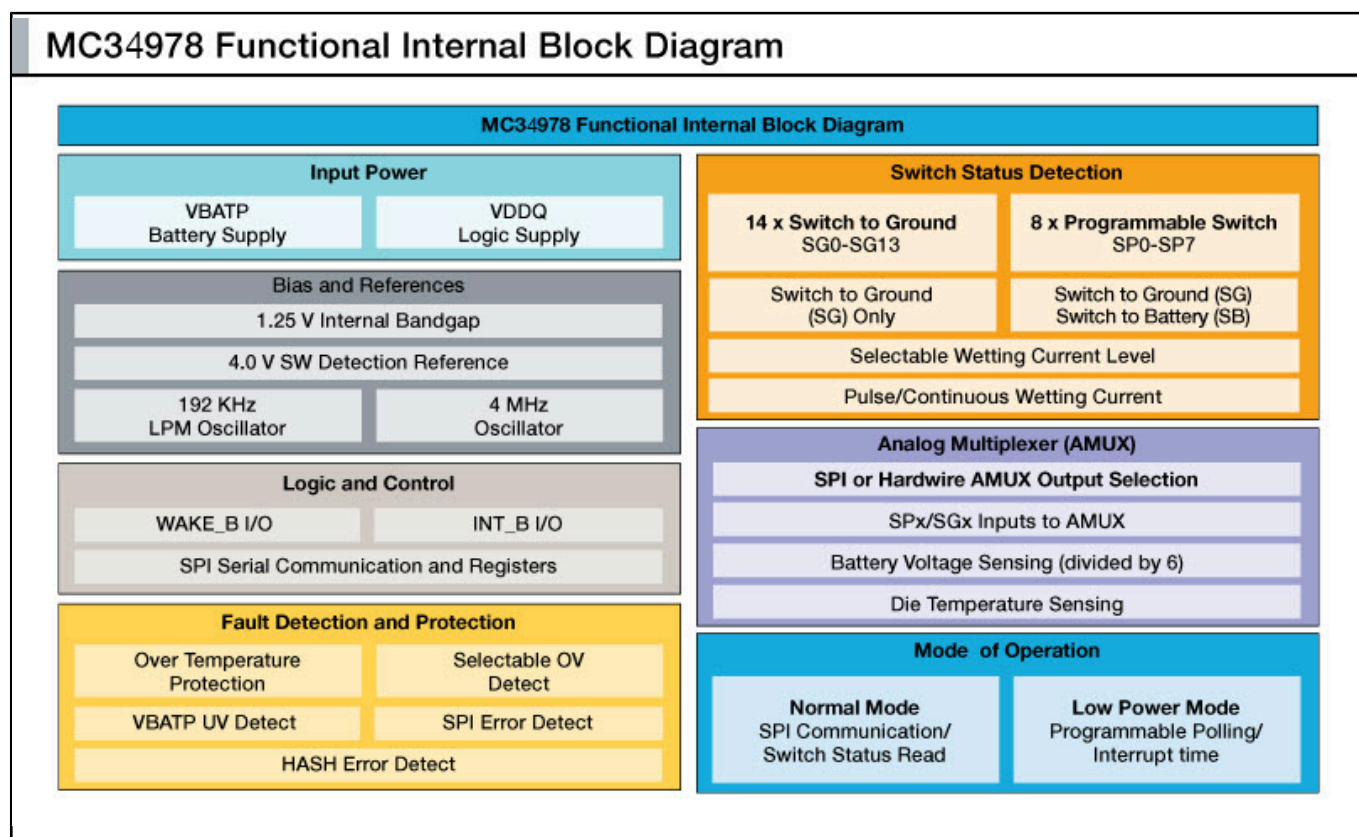 MC34978 Functional Internal Block Diagram
MC34978 Functional Internal Block Diagram
Input Power
VBATP
Battery Supply
VDDQ
Logic Supply
Bias and References
1.25 V Internal Bandgap
4.0 V SW Detection Reference
192 KHz
LPM Oscillator
4 MHz
Oscillator
Logic and Control
WAKE_B I/O
INT_B I/O
SPI Serial Communication and Registers
Fault Detection and Protection
Over Temperature
Protection
Selectable OV
Detect
VBATP UV Detect
SPI Error Detect
HASH Error Detect
Switch Status Detection
14 x Switch to Ground
SG0-SG13
8 x Programmable Switch
SP0-SP7
Switch to Ground
(SG) Only
Switch to Ground (SG)
Switch to Battery (SB)
Selectable Wetting Current Level
Pulse/Continuous Wetting Current
Analog Multiplexer (AMUX)
SPI or Hardwire AMUX Output Selection
SPx/SGx Inputs to AMUX
Battery Voltage Sensing (divided by 6)
Die Temperature Sensing
Mode of Operation
Normal Mode
SPI Communication/
Switch Status Read
Low Power Mode
Programmable Polling/
Interrupt time